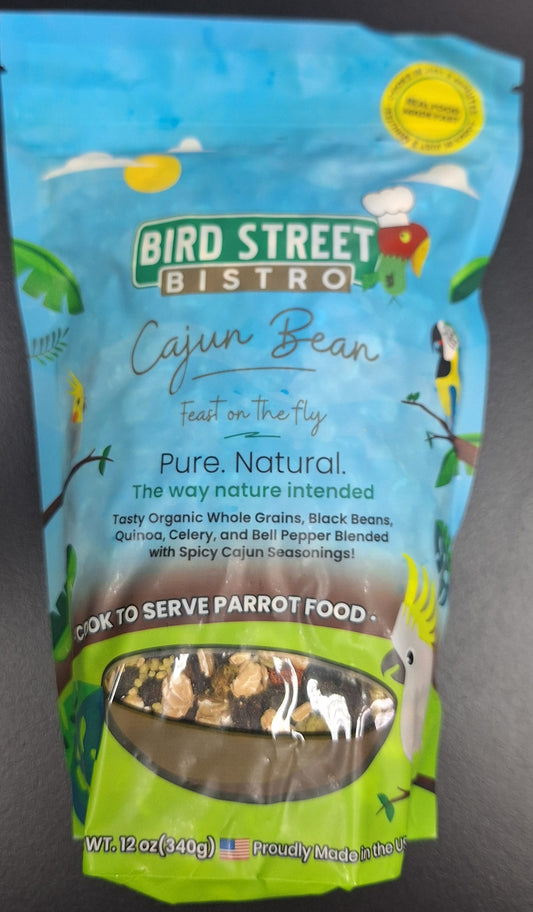 REAL FOOD
BIRD STREET
BISTRO
Cajun Bean
Feast on the fly
Pure. Natural.
The way nature intended
Tasty Organic Whole Grains, Black Beans,
Quinoa, Celery, and Bell Pepper Blended
with Spicy Cajun Seasonings!
COOK TO SERVE PARROT FOOD •
WT. 12 oz(340g) Proudly Made in the US